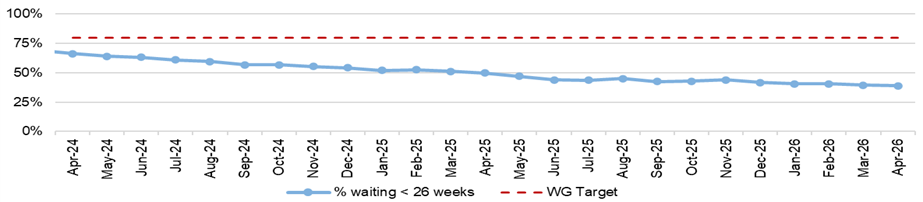 100%
75%
50%
25%
0%
Apr-24 May-24 Jun-24 Jul-24 Aug-24 Sep-24 Oct-24 Nov-24 Dec-24 Jan-25 Feb-25 Mar-25 Apr-25 May-25 Jun-25 Jul-25 Aug-25 Sep-25 Oct-25 Nov-25 Dec-25 Jan-26 Feb-26 Mar-26 Apr-26
% waiting < 26 weeks WG Target